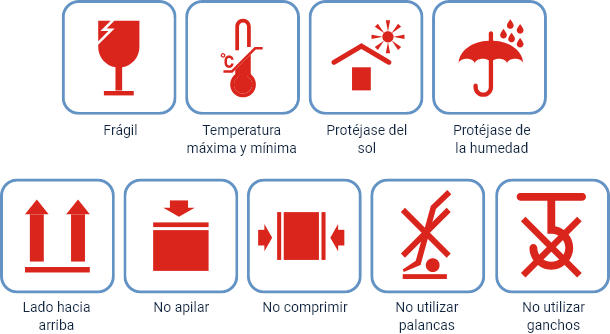 °C
Frágil
Temperatura
máxima y mínima
Protéjase del
sol
Protéjase de
la humedad
Lado hacia
arriba
No apilar
No comprimir
No utilizar
palancas
No utilizar
ganchos